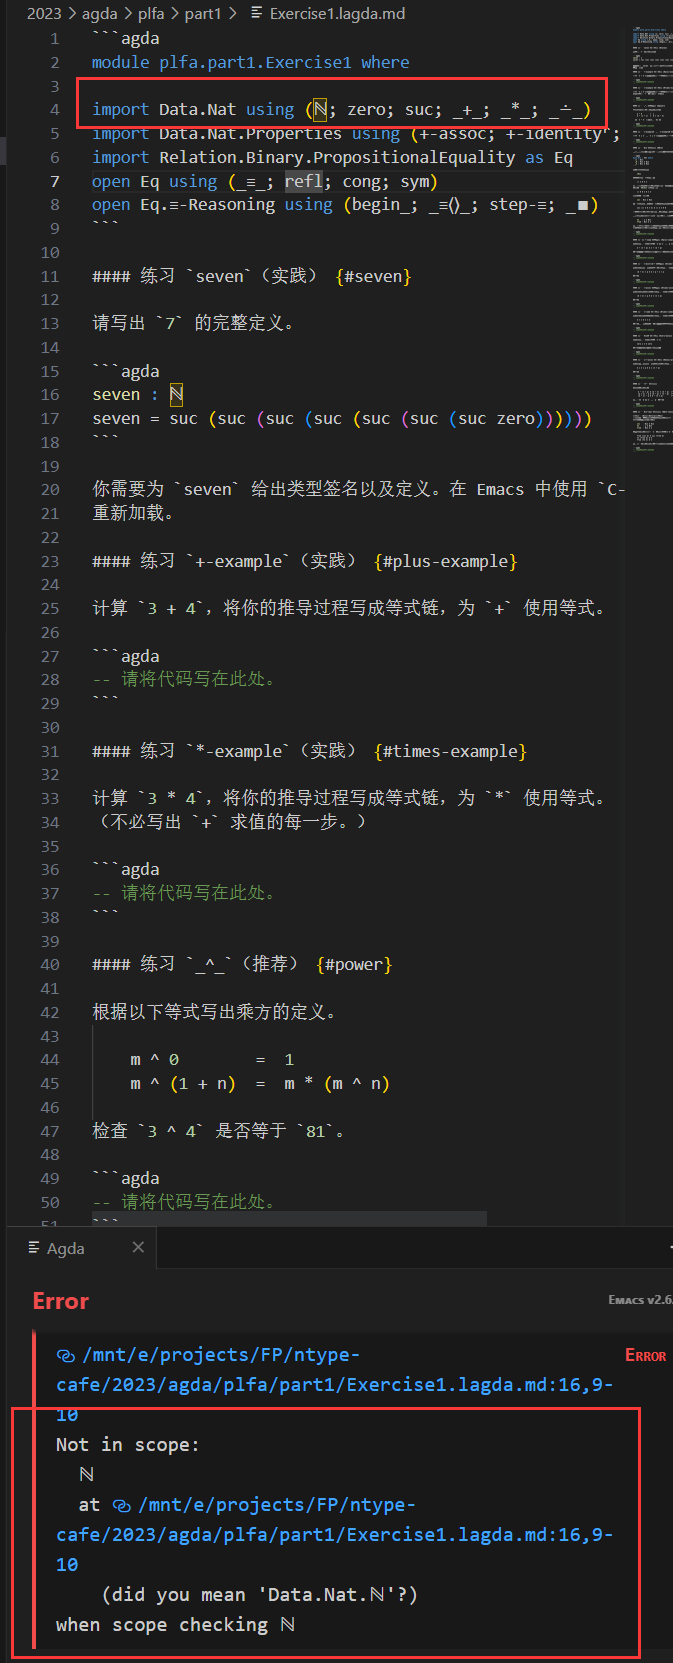 2023 > agda > plfa > part1 > Exercise1.lagda.md
1 ```agda
2 module plfa.part1.Exercise1 where
3
4 import Data.Nat using (ℕ; zero; suc; _+_; _*_; _∸_)
5 import Data.Nat.Properties using (+-assoc; +-identityʳ;
6 import Relation.Binary.PropositionalEquality as Eq
7 open Eq using (_≡_; refl; cong; sym)
8 open Eq.≡-Reasoning using (begin_; _≡⟨⟩_; step-≡; _∎)
9 ```
10
11 #### 练习 `seven`（实践） {#seven}
12
13 请写出 `7` 的完整定义。
14
15 ```agda
16 seven : ℕ
17 seven = suc (suc (suc (suc (suc (suc (suc zero))))))
18 ```
19
20 你需要为 `seven` 给出类型签名以及定义。在 Emacs 中使用 `C-
21 重新加载。
22
23 #### 练习 `+-example`（实践） {#plus-example}
24
25 计算 `3 + 4`，将你的推导过程写成等式链，为 `+` 使用等式。
26
27 ```agda
28 -- 请将代码写在此处。
29 ```
30
31 #### 练习 `*-example`（实践） {#times-example}
32
33 计算 `3 * 4`，将你的推导过程写成等式链，为 `*` 使用等式。
34 （不必写出 `+` 求值的每一步。）
35
36 ```agda
37 -- 请将代码写在此处。
38 ```
39
40 #### 练习 `_^_`（推荐） {#power}
41
42 根据以下等式写出乘方的定义。
43
44 m ^ 0        =  1
45 m ^ (1 + n)  =  m * (m ^ n)
46
47 检查 `3 ^ 4` 是否等于 `81`。
48
49 ```agda
50 -- 请将代码写在此处。
51 ```
Agda
Error EMACS V2.6.
/mnt/e/projects/FP/ntype- ERROR
cafe/2023/agda/plfa/part1/Exercise1.lagda.md:16,9-
10
Not in scope:
ℕ
at /mnt/e/projects/FP/ntype-
cafe/2023/agda/plfa/part1/Exercise1.lagda.md:16,9-
10
(did you mean 'Data.Nat.ℕ'?)
when scope checking ℕ